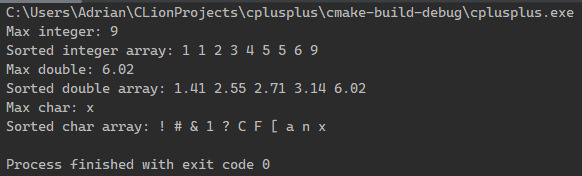 C:\Users\Adrian\CLionProjects\cplusplus\cmake-build-debug\cplusplus.exe
Max integer: 9
Sorted integer array: 1 1 2 3 4 5 5 6 9
Max double: 6.02
Sorted double array: 1.41 2.55 2.71 3.14 6.02
Max char: x
Sorted char array: ! # & 1 ? C F [ a n x
Process finished with exit code 0